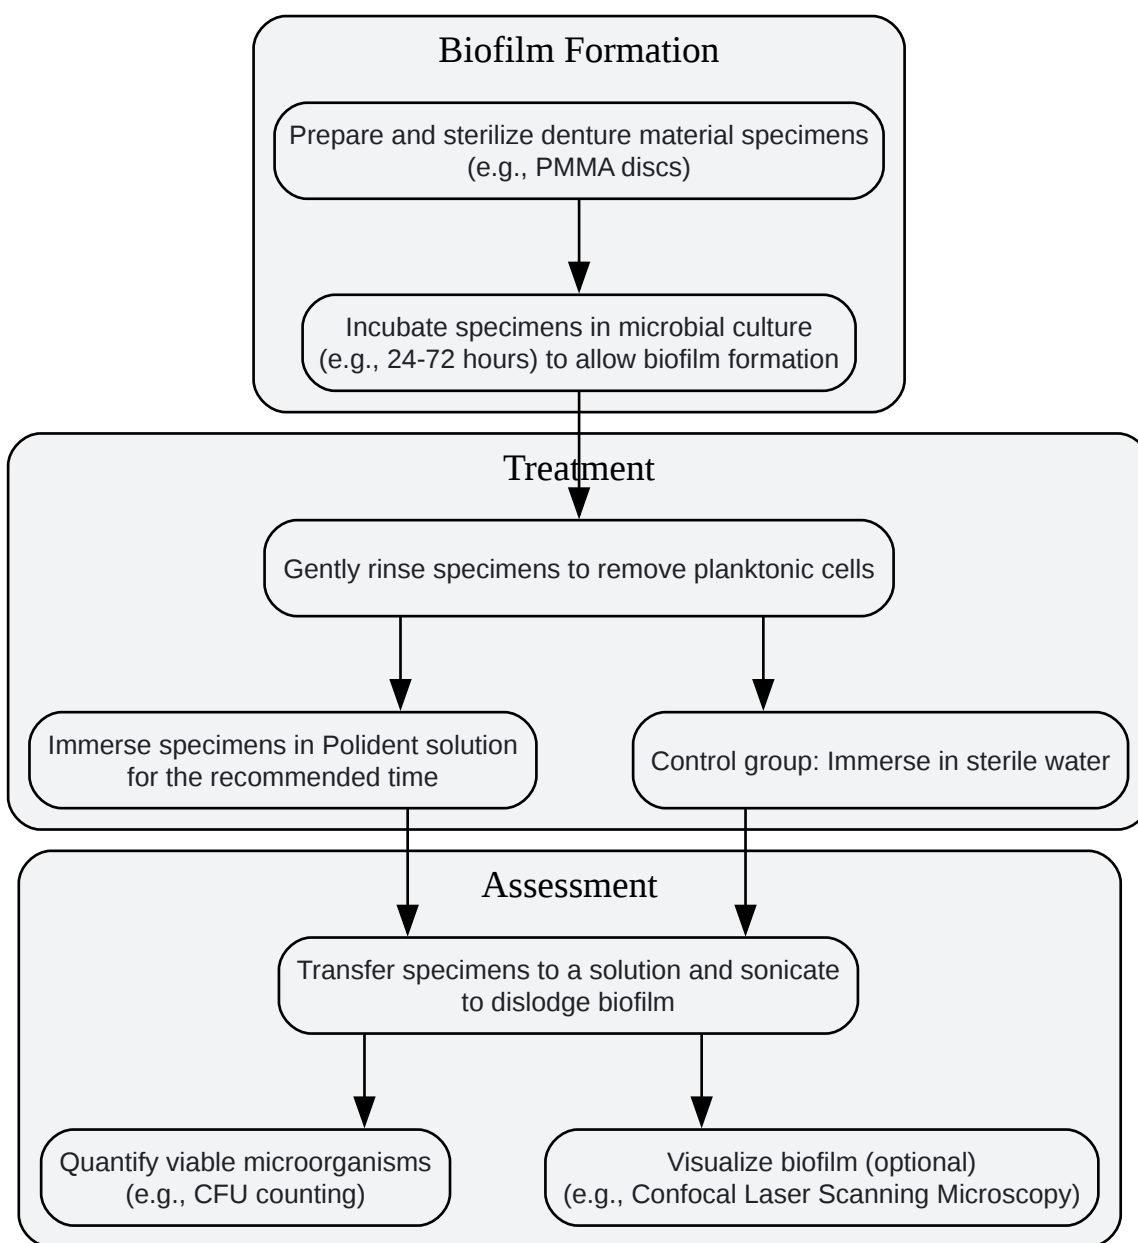 Biofilm Formation
Prepare and sterilize denture material specimens
(e.g., PMMA discs)
Incubate specimens in microbial culture
(e.g., 24-72 hours) to allow biofilm formation
Treatment
Gently rinse specimens to remove planktonic cells
Immerse specimens in Polident solution
for the recommended time
Control group: Immerse in sterile water
Assessment
Transfer specimens to a solution and sonicate
to dislodge biofilm
Quantify viable microorganisms
(e.g., CFU counting)
Visualize biofilm (optional)
(e.g., Confocal Laser Scanning Microscopy)